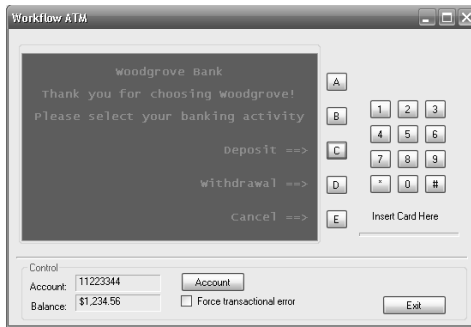 Workflow ATM
Woodgrove Bank
Thank you for choosing Woodgrove!
Please select your banking activity
Deposit ==>
Withdrawal ==>
Cancel ==>
A
B
C
D
E
1 2 3
4 5 6
7 8 9
* 0 #
Insert Card Here
Control
Account: 11223344
Balance: $1,234.56
Account
Force transactional error
Exit